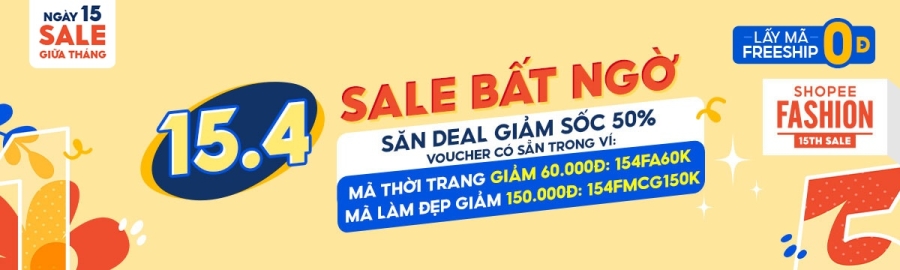 NGÀY 15
SALE
GIỮA THÁNG
15.4
SALE BẤT NGỜ
SĂN DEAL GIẢM SỐC 50%
VOUCHER CÓ SẴN TRONG VÍ:
MÃ THỜI TRANG GIẢM 60.000Đ: 154FA60K
MÃ LÀM ĐẸP GIẢM 150.000Đ: 154FMCG150K
LẤY MÃ
FREESHIP 0Đ
SHOPEE
FASHION
15TH SALE